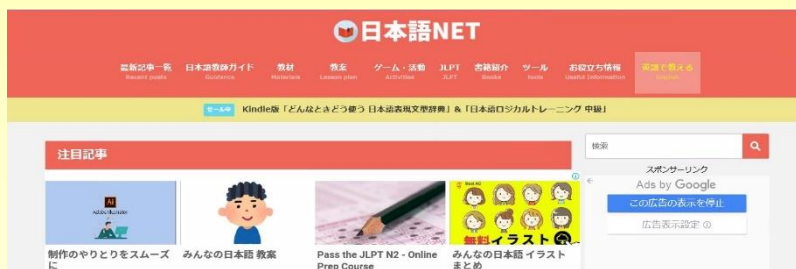 日本語NET
最新記事一覧 日本語教師ガイド 教材 教案 ゲーム・活動 JLPT 書籍紹介 ツール お役立ち情報 英語で教える
Recent posts Guidance Materials Lesson plan Activities JLPT Books tools Useful Information
セール中 Kindle版「どんなときどう使う 日本語表現文型辞典」&「日本語ロジカルトレーニング 中級」
注目記事
検索
スポンサーリンク
Ads by Google
この広告の表示を停止
広告表示設定
Ai
制作のやりとりをスムーズに
みんなの日本語 教案
Pass the JLPT N2 - Online Prep Course
無料イラスト
みんなの日本語 イラストまとめ